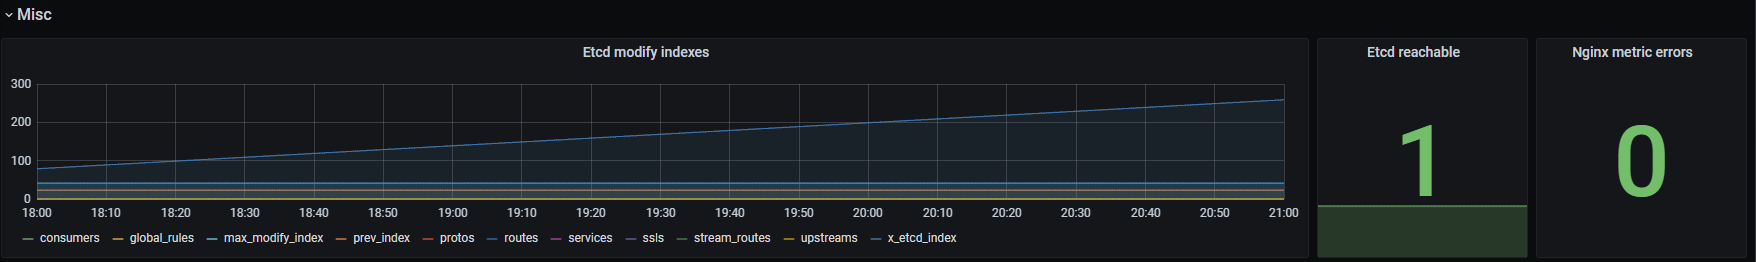 Misc
Etcd modify indexes
300
200
100
0
18:00 18:10 18:20 18:30 18:40 18:50 19:00 19:10 19:20 19:30 19:40 19:50 20:00 20:10 20:20 20:30 20:40 20:50 21:00
consumers global_rules max_modify_index prev_index protos routes services ssls stream_routes upstreams x_etcd_index
Etcd reachable
1
Nginx metric errors
0